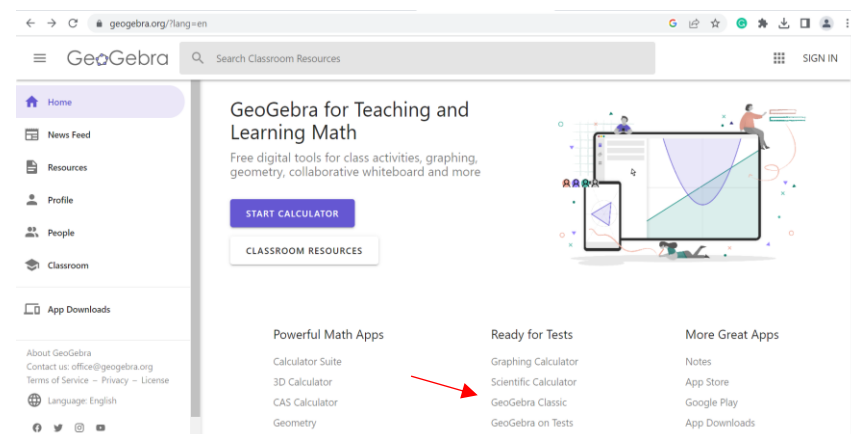 geogebra.org/?lang=en
GeoGebra
Search Classroom Resources
SIGN IN
Home
News Feed
Resources
Profile
People
Classroom
App Downloads
About GeoGebra
Contact us: office@geogebra.org
Terms of Service – Privacy – License
Language: English
GeoGebra for Teaching and
Learning Math
Free digital tools for class activities, graphing,
geometry, collaborative whiteboard and more
START CALCULATOR
CLASSROOM RESOURCES
Powerful Math Apps
Calculator Suite
3D Calculator
CAS Calculator
Geometry
Ready for Tests
Graphing Calculator
Scientific Calculator
GeoGebra Classic
GeoGebra on Tests
More Great Apps
Notes
App Store
Google Play
App Downloads